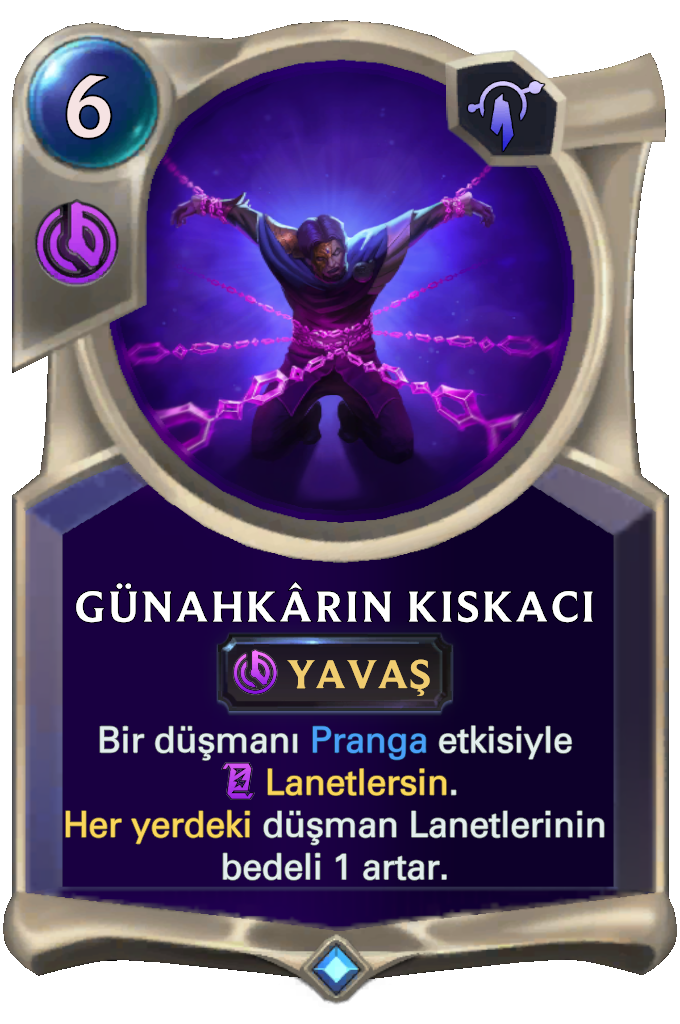 6
GÜNAHKÂRIN KISKACI
YAVAŞ
Bir düşmanı Pranga etkisiyle
Lanetlersin.
Her yerdeki düşman Lanetlerinin
bedeli 1 artar.